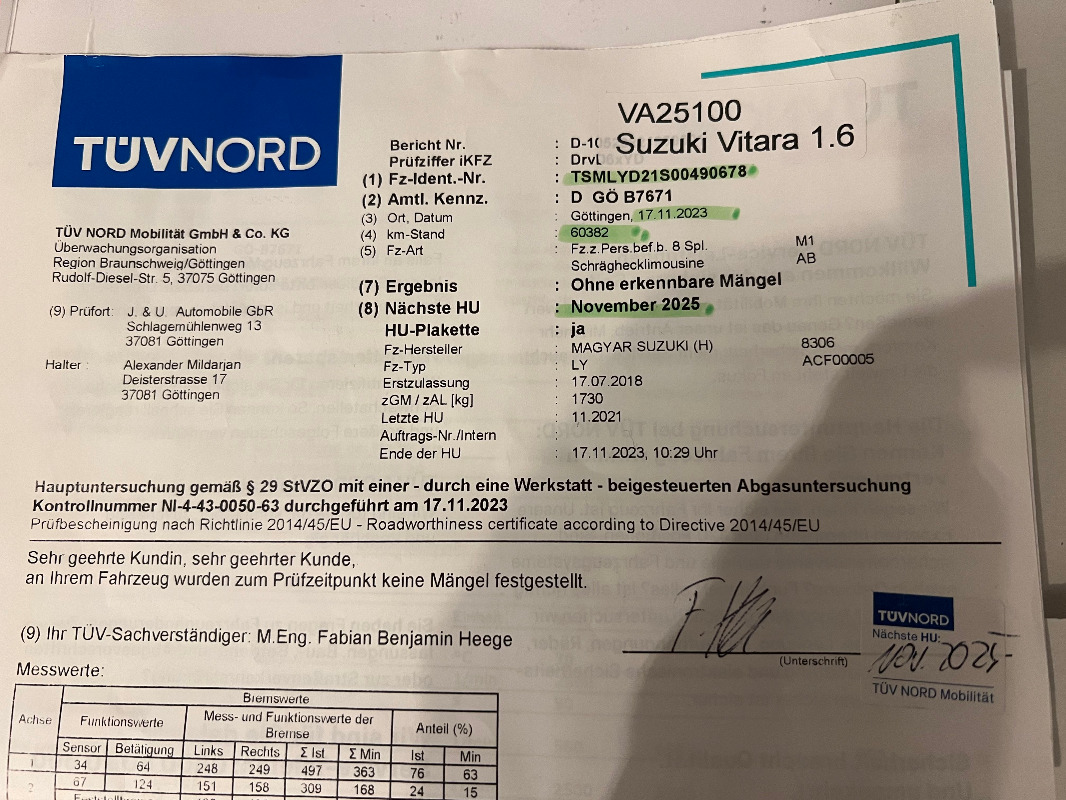 TÜVNORD
VA25100
Suzuki Vitara 1.6
Bericht Nr. : D-10
Prüfziffer iKFZ : DrvL
(1) Fz-Ident.-Nr. : TSMLYD21S00490678
(2) Amtl. Kennz. : D GÖ B7671
(3) Ort, Datum : Göttingen, 17.11.2023
(4) km-Stand : 60382
(5) Fz-Art : Fz.z.Pers.bef.b. 8 Spl. M1
Schräghecklimousine AB
(7) Ergebnis : Ohne erkennbare Mängel
(8) Nächste HU : November 2025
HU-Plakette : ja
Fz-Hersteller : MAGYAR SUZUKI (H) 8306
Fz-Typ : LY ACF00005
Erstzulassung : 17.07.2018
zGM / zAL [kg] : 1730
Letzte HU : 11.2021
Auftrags-Nr./Intern :
Ende der HU : 17.11.2023, 10:29 Uhr
TÜV NORD Mobilität GmbH & Co. KG
Überwachungsorganisation
Region Braunschweig/Göttingen
Rudolf-Diesel-Str. 5, 37075 Göttingen
(9) Prüfort: J. & U. Automobile GbR
Schlagemühlenweg 13
37081 Göttingen
Halter : Alexander Mildarjan
Deisterstrasse 17
37081 Göttingen
Hauptuntersuchung gemäß § 29 StVZO mit einer - durch eine Werkstatt - beigesteuerten Abgasuntersuchung
Kontrollnummer NI-4-43-0050-63 durchgeführt am 17.11.2023
Prüfbescheinigung nach Richtlinie 2014/45/EU - Roadworthiness certificate according to Directive 2014/45/EU
Sehr geehrte Kundin, sehr geehrter Kunde,
an Ihrem Fahrzeug wurden zum Prüfzeitpunkt keine Mängel festgestellt.
(9) Ihr TÜV-Sachverständiger: M.Eng. Fabian Benjamin Heege
(Unterschrift)
TÜVNORD
Nächste HU:
Nov. 2025
TÜV NORD Mobilität
Messwerte:
Bremswerte
Achse Funktionswerte Mess- und Funktionswerte der Bremse Anteil (%)
Sensor Betätigung Links Rechts Σ Ist Σ Min Ist Min
1 34 64 248 249 497 363 76 63
2 67 124 151 158 309 168 24 15